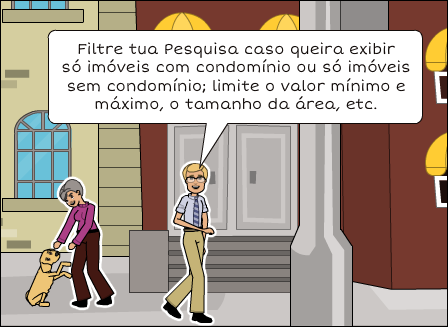 Filtre tua Pesquisa caso queira exibir
só imóveis com condomínio ou só imóveis
sem condomínio; limite o valor mínimo e
máximo, o tamanho da área, etc.